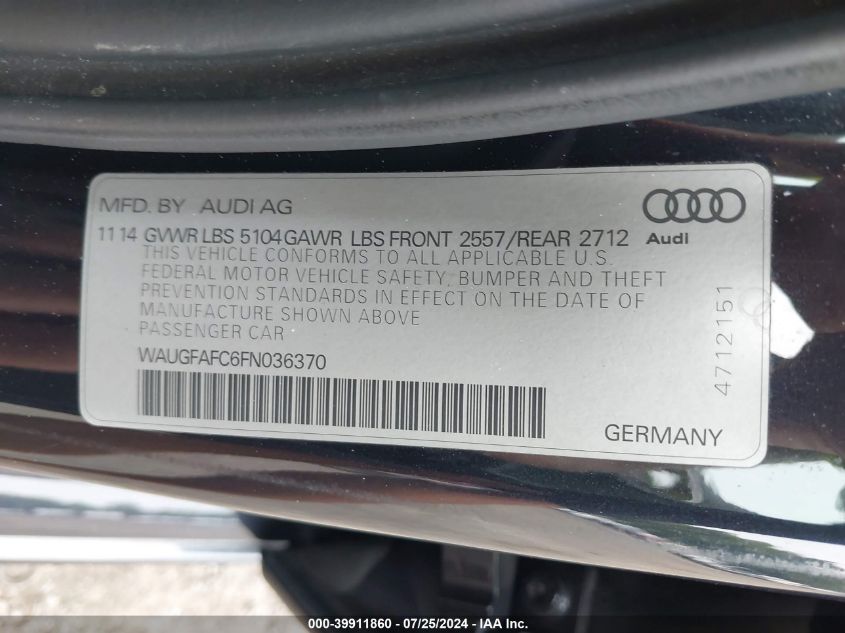 MFD. BY AUDI AG
Audi
11 14 GVWR LBS 5104 GAWR LBS FRONT 2557/REAR 2712
THIS VEHICLE CONFORMS TO ALL APPLICABLE U.S.
FEDERAL MOTOR VEHICLE SAFETY, BUMPER AND THEFT
PREVENTION STANDARDS IN EFFECT ON THE DATE OF
MANUFACTURE SHOWN ABOVE
PASSENGER CAR
WAUGFAFC6FN036370
4712151
GERMANY
000-39911860 / 07/25/2024 / IAA Inc.